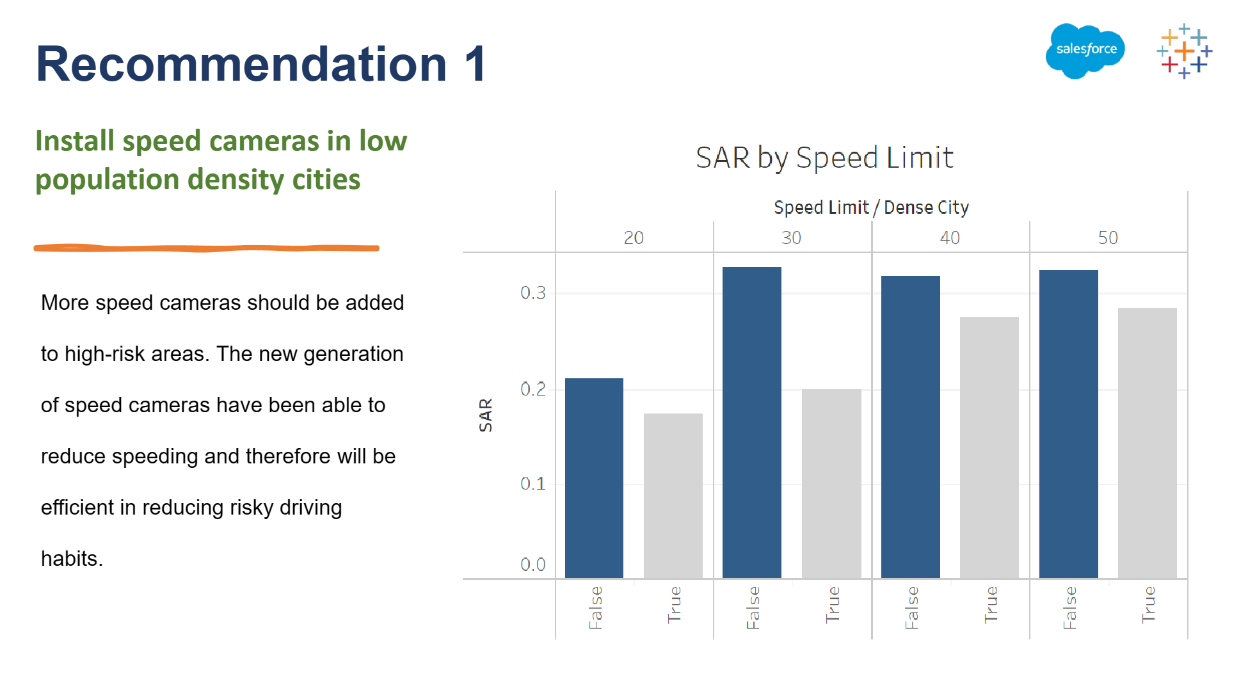 Recommendation 1
salesforce
Install speed cameras in low
population density cities
More speed cameras should be added
to high-risk areas. The new generation
of speed cameras have been able to
reduce speeding and therefore will be
efficient in reducing risky driving
habits.
SAR by Speed Limit
Speed Limit / Dense City
20 30 40 50
0.3
0.2
0.1
0.0
SAR
False True False True False True False True